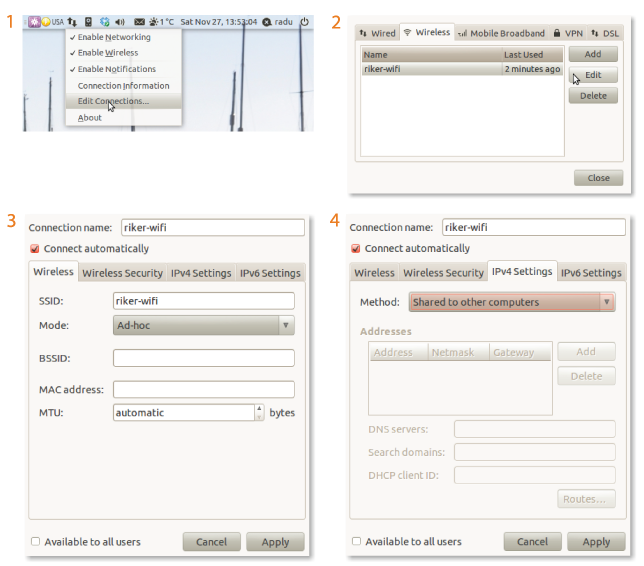 1
USA 1°C Sat Nov 27, 13:53:04 radu
✓ Enable Networking
✓ Enable Wireless
✓ Enable Notifications
Connection Information
Edit Connections...
About
2
Wired Wireless Mobile Broadband VPN DSL
Name Last Used Add
riker-wifi 2 minutes ago Edit
Delete
Close
3
Connection name: riker-wifi
Connect automatically
Wireless Wireless Security IPv4 Settings IPv6 Settings
SSID: riker-wifi
Mode: Ad-hoc
BSSID:
MAC address:
MTU: automatic bytes
Available to all users Cancel Apply
4
Connection name: riker-wifi
Connect automatically
Wireless Wireless Security IPv4 Settings IPv6 Settings
Method: Shared to other computers
Addresses
Address Netmask Gateway Add
Delete
DNS servers:
Search domains:
DHCP client ID:
Routes...
Available to all users Cancel Apply